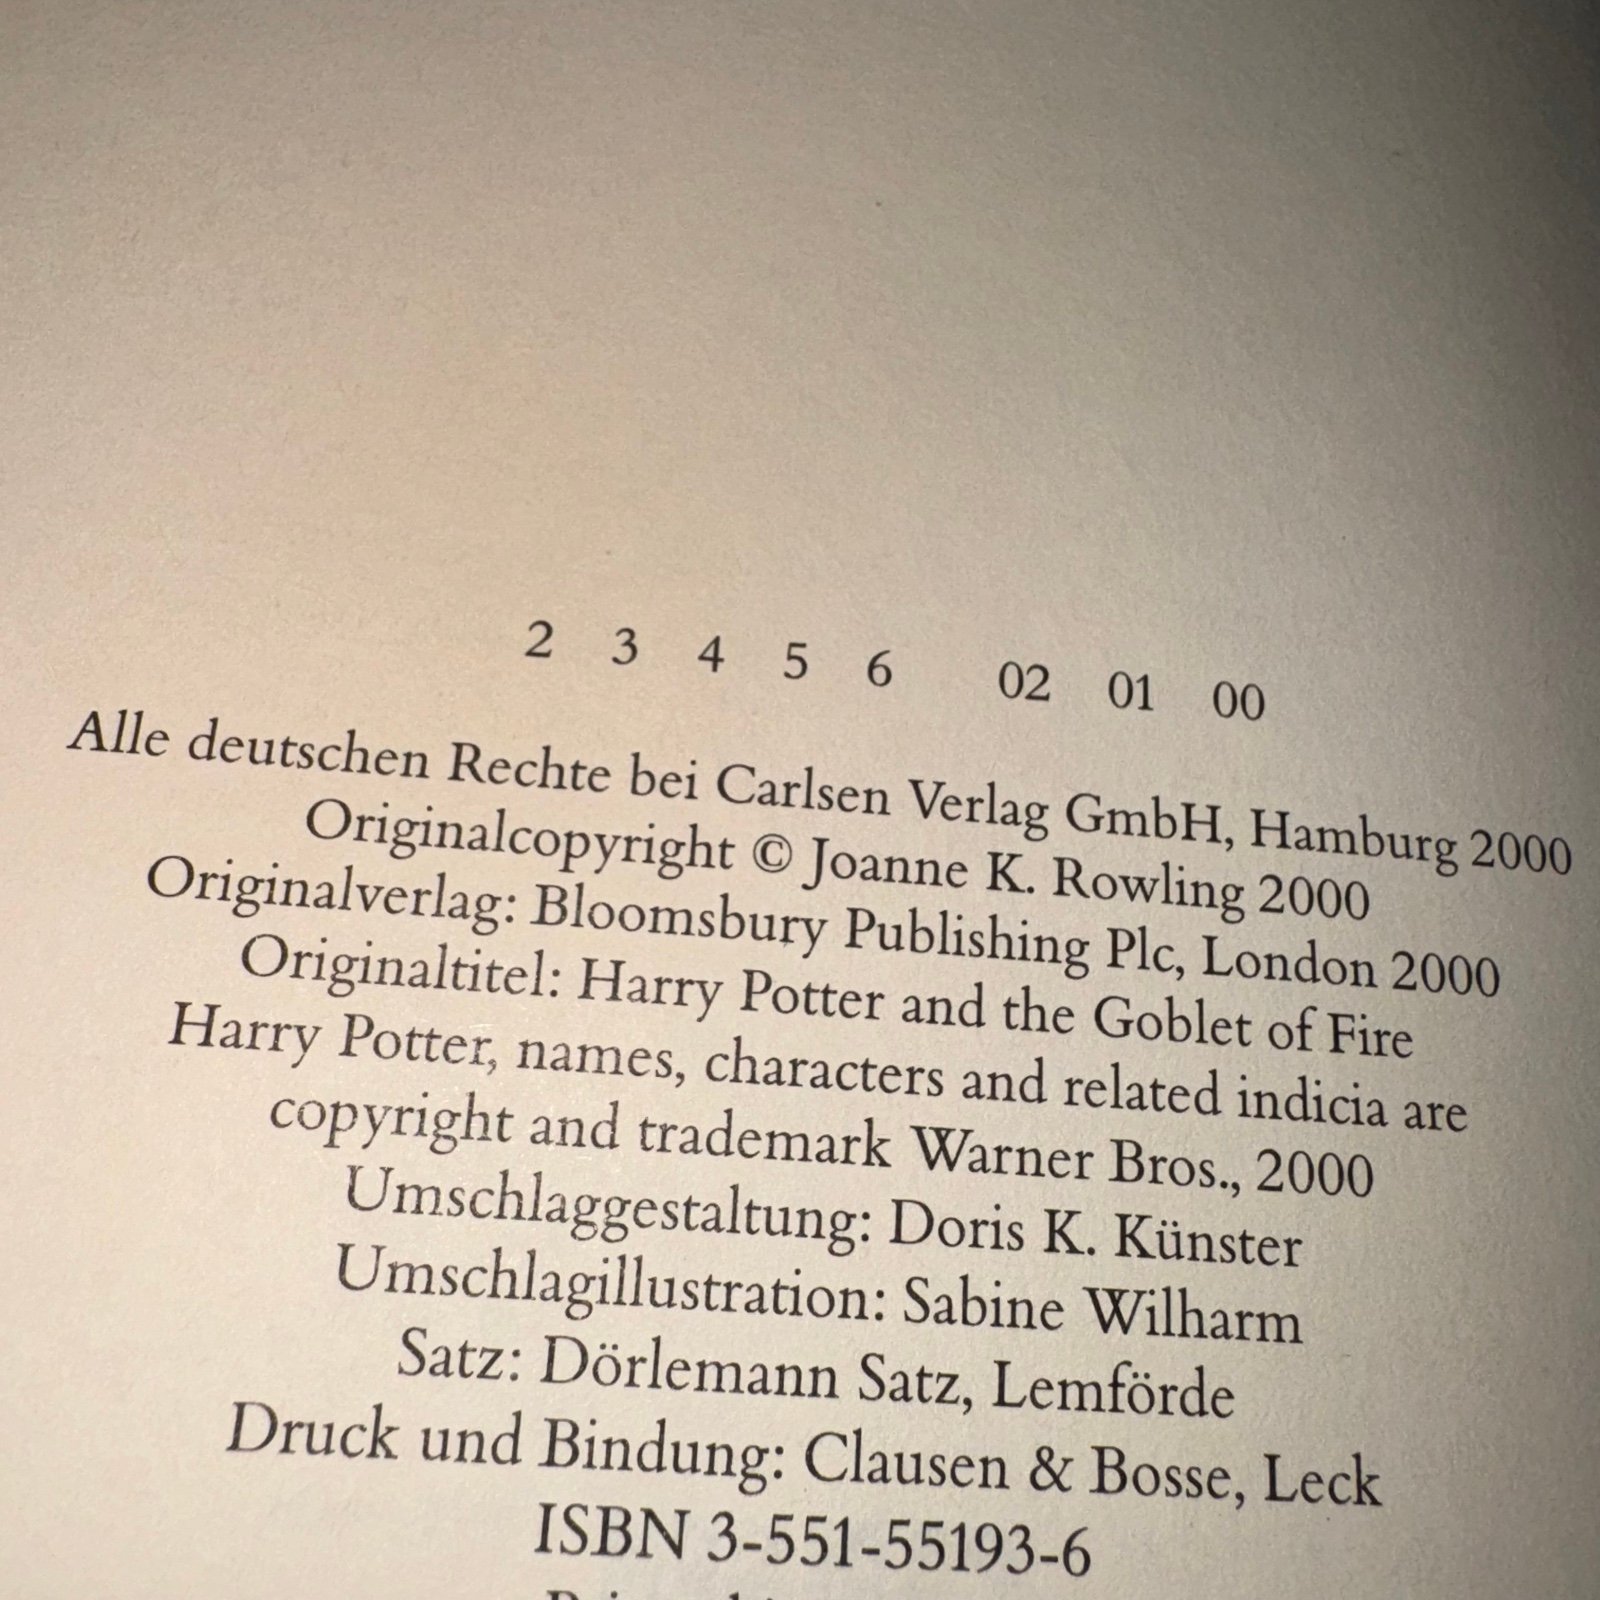 2 3 4 5 6 02 01 00
Alle deutschen Rechte bei Carlsen Verlag GmbH, Hamburg 2000
Originalcopyright © Joanne K. Rowling 2000
Originalverlag: Bloomsbury Publishing Plc, London 2000
Originaltitel: Harry Potter and the Goblet of Fire
Harry Potter, names, characters and related indicia are
copyright and trademark Warner Bros., 2000
Umschlaggestaltung: Doris K. Künster
Umschlagillustration: Sabine Wilharm
Satz: Dörlemann Satz, Lemförde
Druck und Bindung: Clausen & Bosse, Leck
ISBN 3-551-55193-6